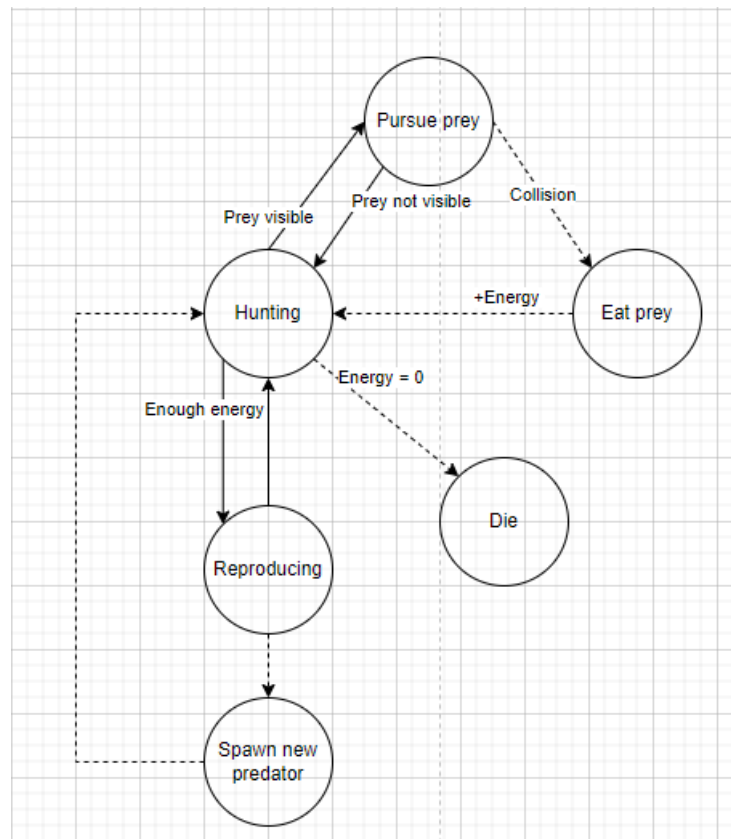 Pursue prey
Collision
Prey visible
Prey not visible
Hunting
+Energy
Eat prey
Energy = 0
Enough energy
Die
Reproducing
Spawn new
predator